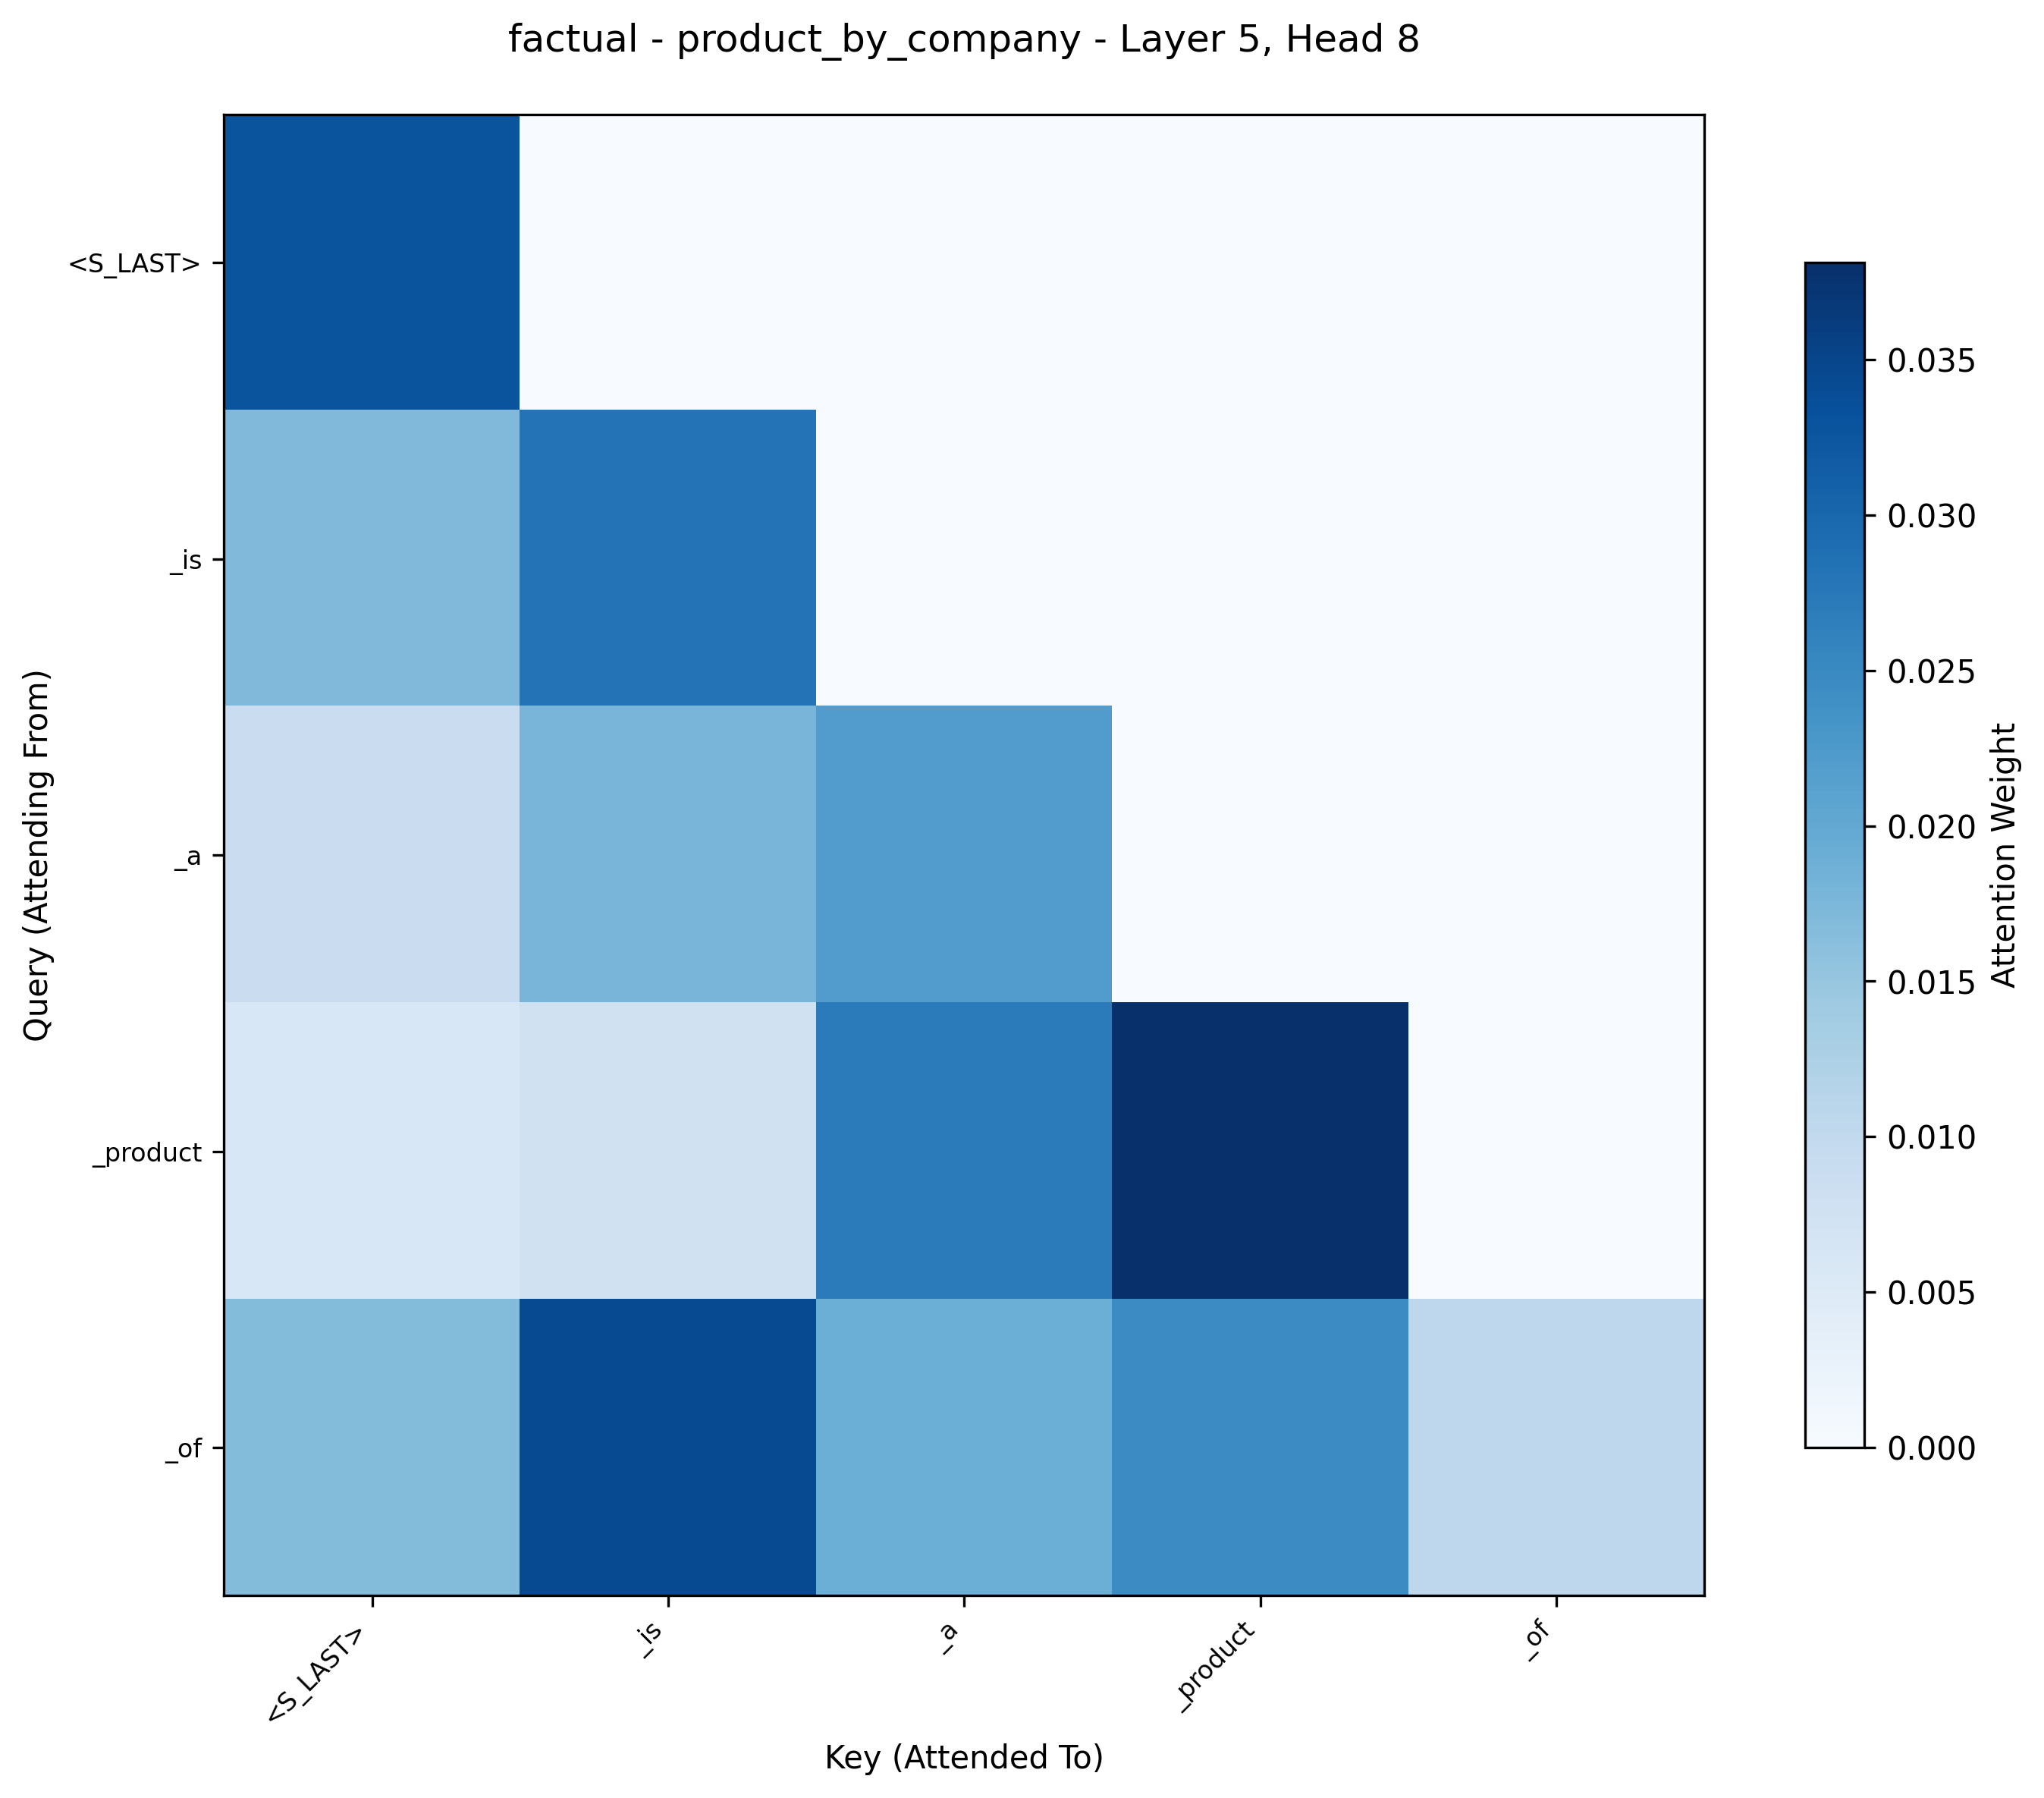 factual - product_by_company - Layer 5, Head 8
Query (Attending From)
<S_LAST>
_is
_a
_product
_of
<S_LAST>
_is
_a
_product
_of
Key (Attended To)
0.035
0.030
0.025
0.020
0.015
0.010
0.005
0.000
Attention Weight